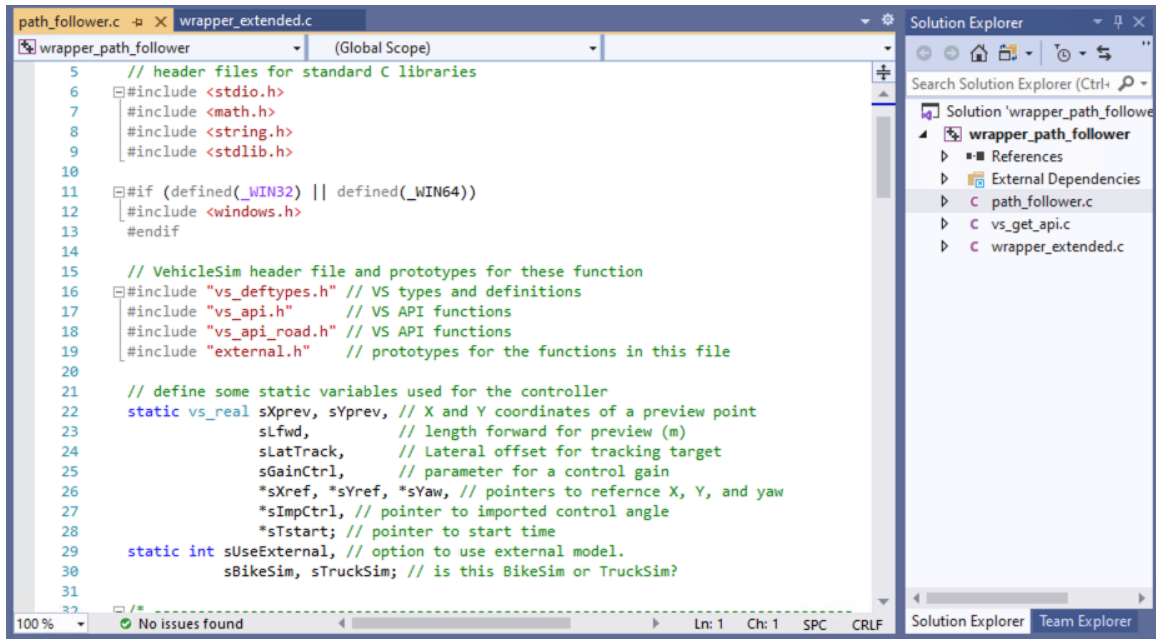 path_follower.c wrapper_extended.c
wrapper_path_follower (Global Scope)
5 // header files for standard C libraries
6 #include <stdio.h>
7 #include <math.h>
8 #include <string.h>
9 #include <stdlib.h>
10
11 #if (defined(_WIN32) || defined(_WIN64))
12 #include <windows.h>
13 #endif
14
15 // VehicleSim header file and prototypes for these function
16 #include "vs_deftypes.h" // VS types and definitions
17 #include "vs_api.h" // VS API functions
18 #include "vs_api_road.h" // VS API functions
19 #include "external.h" // prototypes for the functions in this file
20
21 // define some static variables used for the controller
22 static vs_real sXprev, sYprev, // X and Y coordinates of a preview point
23 sLfwd, // length forward for preview (m)
24 sLatTrack, // Lateral offset for tracking target
25 sGainCtrl, // parameter for a control gain
26 *sXref, *sYref, *sYaw, // pointers to refernce X, Y, and yaw
27 *sImpCtrl, // pointer to imported control angle
28 *sTstart; // pointer to start time
29 static int sUseExternal, // option to use external model.
30 sBikeSim, sTruckSim; // is this BikeSim or TruckSim?
31
32 /* ---------------------------------------------------------------------------
100 % No issues found Ln: 1 Ch: 1 SPC CRLF
Solution Explorer
Search Solution Explorer (Ctrl+
Solution 'wrapper_path_followe
wrapper_path_follower
References
External Dependencies
path_follower.c
vs_get_api.c
wrapper_extended.c
Solution Explorer Team Explorer